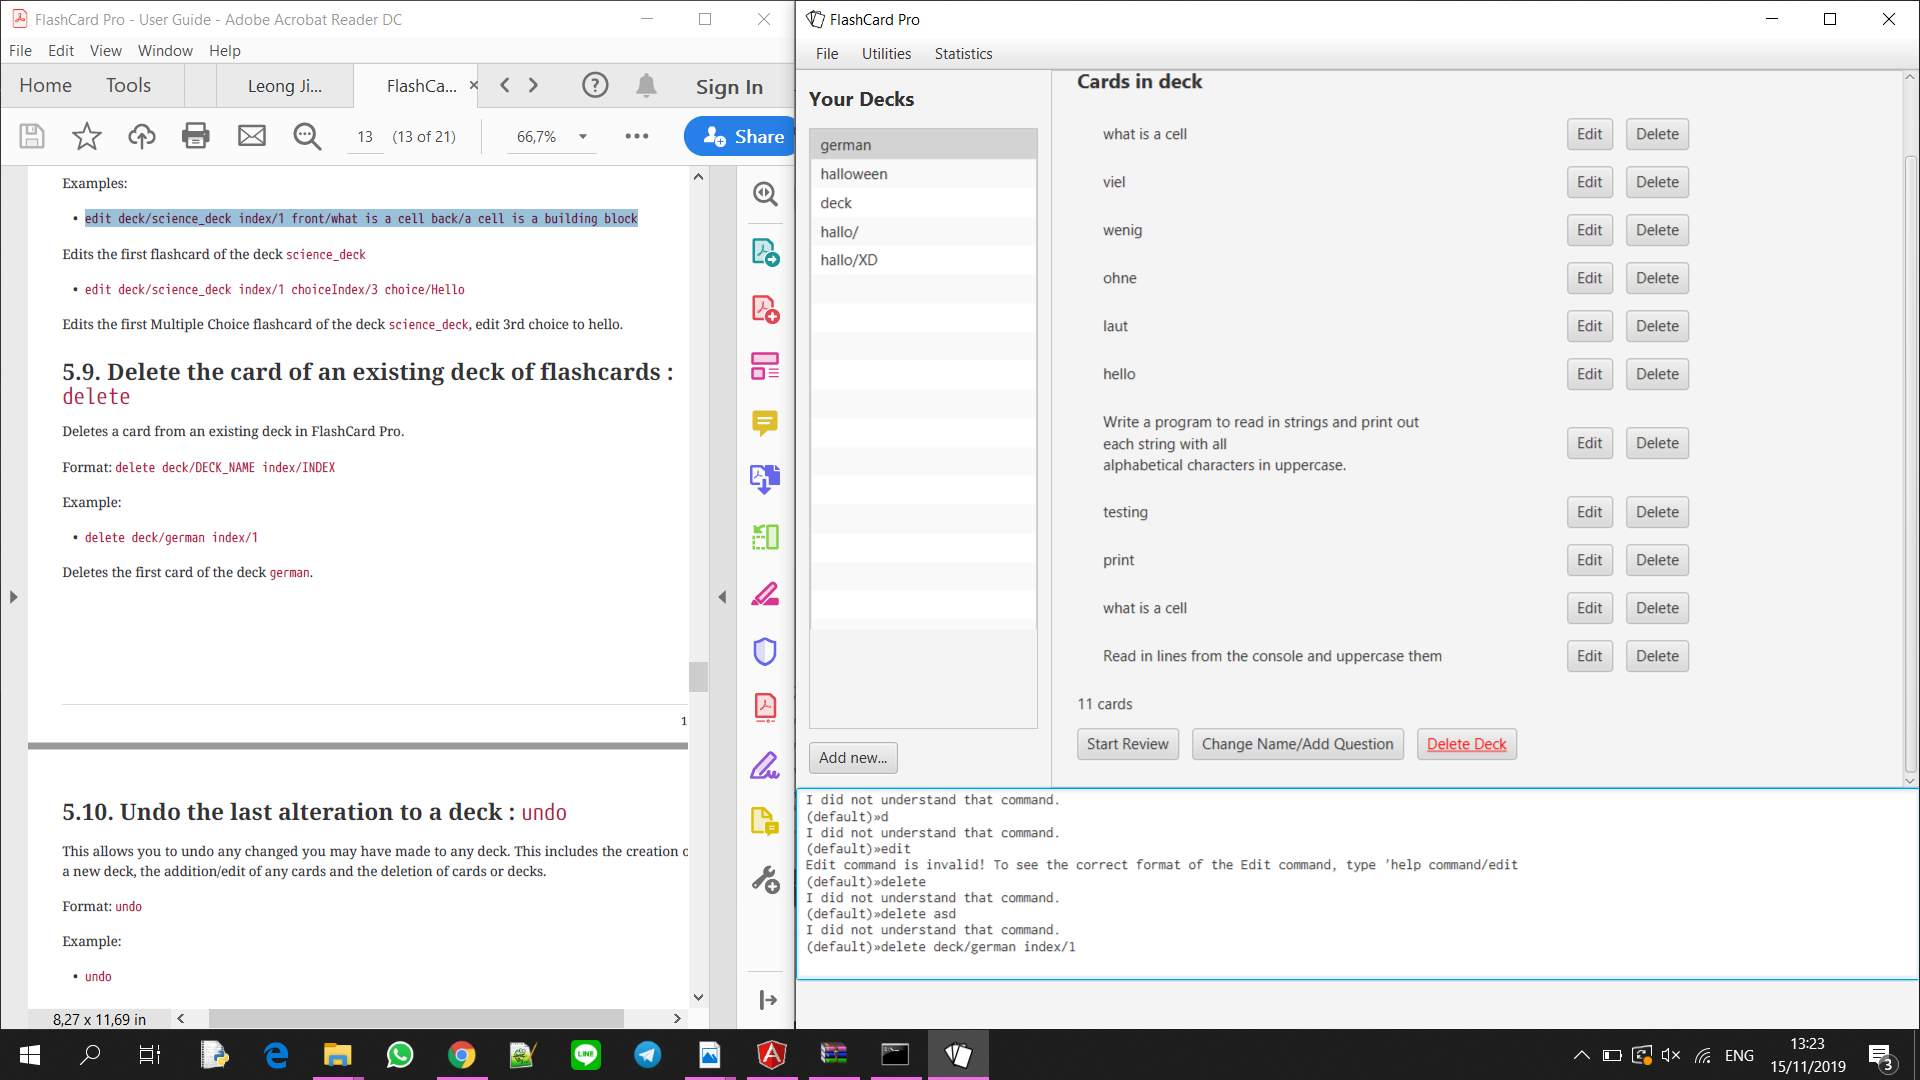 FlashCard Pro - User Guide - Adobe Acrobat Reader DC
File Edit View Window Help
Home Tools Leong Ji... FlashCa... Sign In
13 (13 of 21) 66,7% Share
Examples:
• edit deck/science_deck index/1 front/what is a cell back/a cell is a building block
Edits the first flashcard of the deck science_deck
• edit deck/science_deck index/1 choiceIndex/3 choice/Hello
Edits the first Multiple Choice flashcard of the deck science_deck, edit 3rd choice to hello.
5.9. Delete the card of an existing deck of flashcards :
delete
Deletes a card from an existing deck in FlashCard Pro.
Format: delete deck/DECK_NAME index/INDEX
Example:
• delete deck/german index/1
Deletes the first card of the deck german.
1
5.10. Undo the last alteration to a deck : undo
This allows you to undo any changed you may have made to any deck. This includes the creation o
a new deck, the addition/edit of any cards and the deletion of cards or decks.
Format: undo
Example:
• undo
8,27 x 11,69 in
FlashCard Pro
File Utilities Statistics
Your Decks
german
halloween
deck
hallo/
hallo/XD
Add new...
Cards in deck
what is a cell Edit Delete
viel Edit Delete
wenig Edit Delete
ohne Edit Delete
laut Edit Delete
hello Edit Delete
Write a program to read in strings and print out
each string with all
alphabetical characters in uppercase.
Edit Delete
testing Edit Delete
print Edit Delete
what is a cell Edit Delete
Read in lines from the console and uppercase them Edit Delete
11 cards
Start Review Change Name/Add Question Delete Deck
I did not understand that command.
(default)»d
I did not understand that command.
(default)»edit
Edit command is invalid! To see the correct format of the Edit command, type 'help command/edit
(default)»delete
I did not understand that command.
(default)»delete asd
I did not understand that command.
(default)»delete deck/german index/1
LINE
ENG
13:23
15/11/2019
3